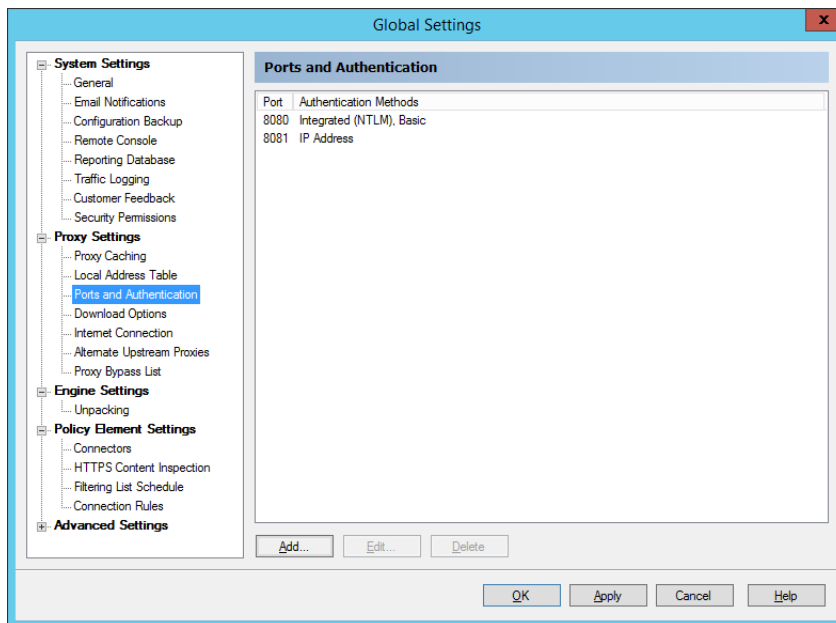 Global Settings
x
System Settings
General
Email Notifications
Configuration Backup
Remote Console
Reporting Database
Traffic Logging
Customer Feedback
Security Permissions
Proxy Settings
Proxy Caching
Local Address Table
Ports and Authentication
Download Options
Internet Connection
Alternate Upstream Proxies
Proxy Bypass List
Engine Settings
Unpacking
Policy Element Settings
Connectors
HTTPS Content Inspection
Filtering List Schedule
Connection Rules
Advanced Settings
Ports and Authentication
Port Authentication Methods
8080 Integrated (NTLM), Basic
8081 IP Address
Add... Edit... Delete
OK Apply Cancel Help